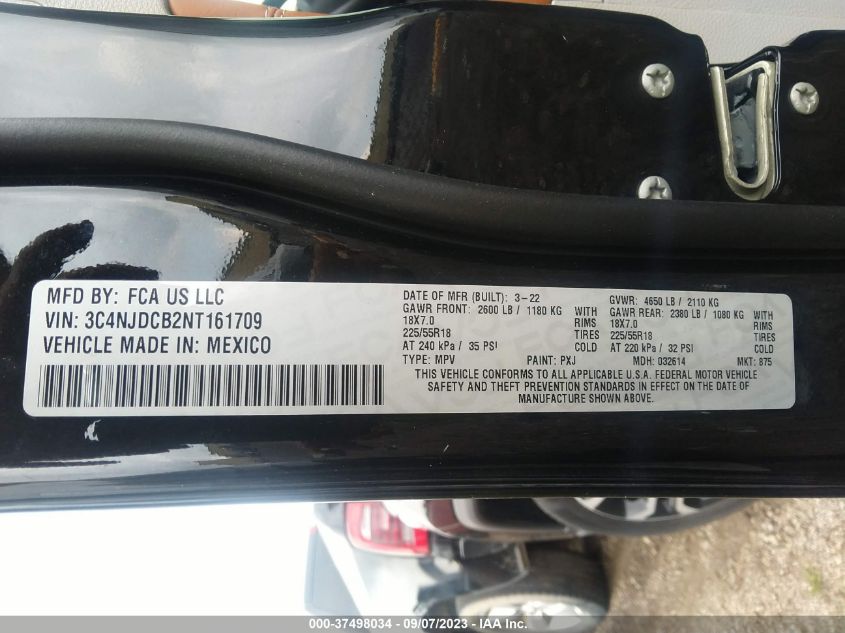 MFD BY: FCA US LLC
VIN: 3C4NJDCB2NT161709
VEHICLE MADE IN: MEXICO
DATE OF MFR (BUILT): 3-22
GVWR: 4650 LB / 2110 KG
GAWR FRONT: 2600 LB / 1180 KG WITH
GAWR REAR: 2380 LB / 1080 KG WITH
18X7.0 RIMS
18X7.0 RIMS
225/55R18 TIRES
225/55R18 TIRES
AT 240 kPa / 35 PSI COLD
AT 220 kPa / 32 PSI COLD
TYPE: MPV PAINT: PXJ MDH: 032614 MKT: 875
THIS VEHICLE CONFORMS TO ALL APPLICABLE U.S.A. FEDERAL MOTOR VEHICLE
SAFETY AND THEFT PREVENTION STANDARDS IN EFFECT ON THE DATE OF
MANUFACTURE SHOWN ABOVE.
000-37498034 - 09/07/2023 - IAA Inc.